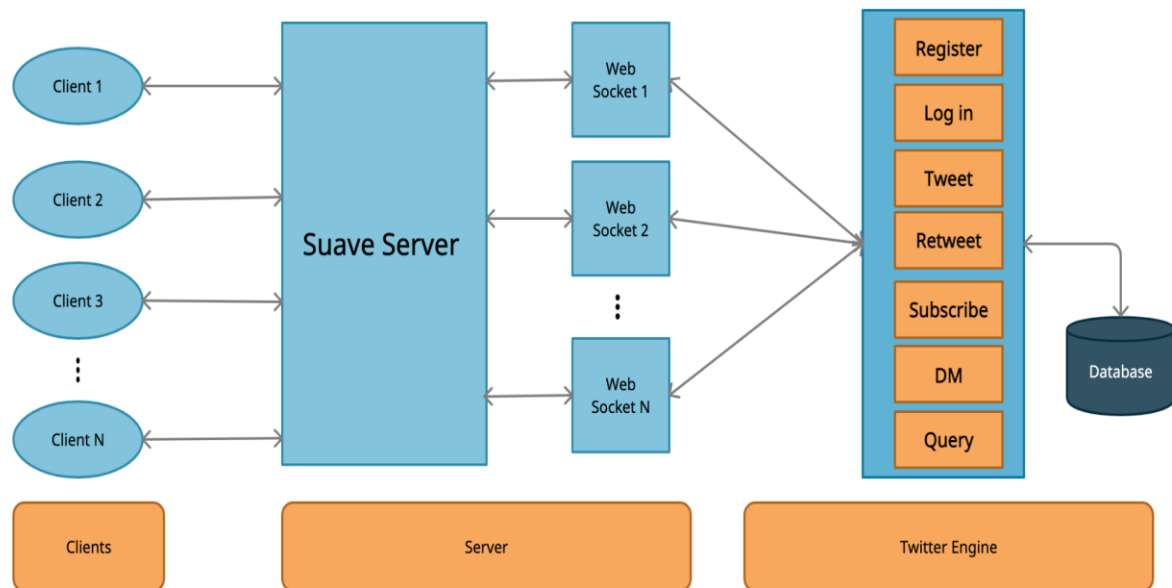 Client 1
Client 2
Client 3
Client N
Suave Server
Web
Socket 1
Web
Socket 2
Web
Socket N
Register
Log in
Tweet
Retweet
Subscribe
DM
Query
Database
Clients
Server
Twitter Engine